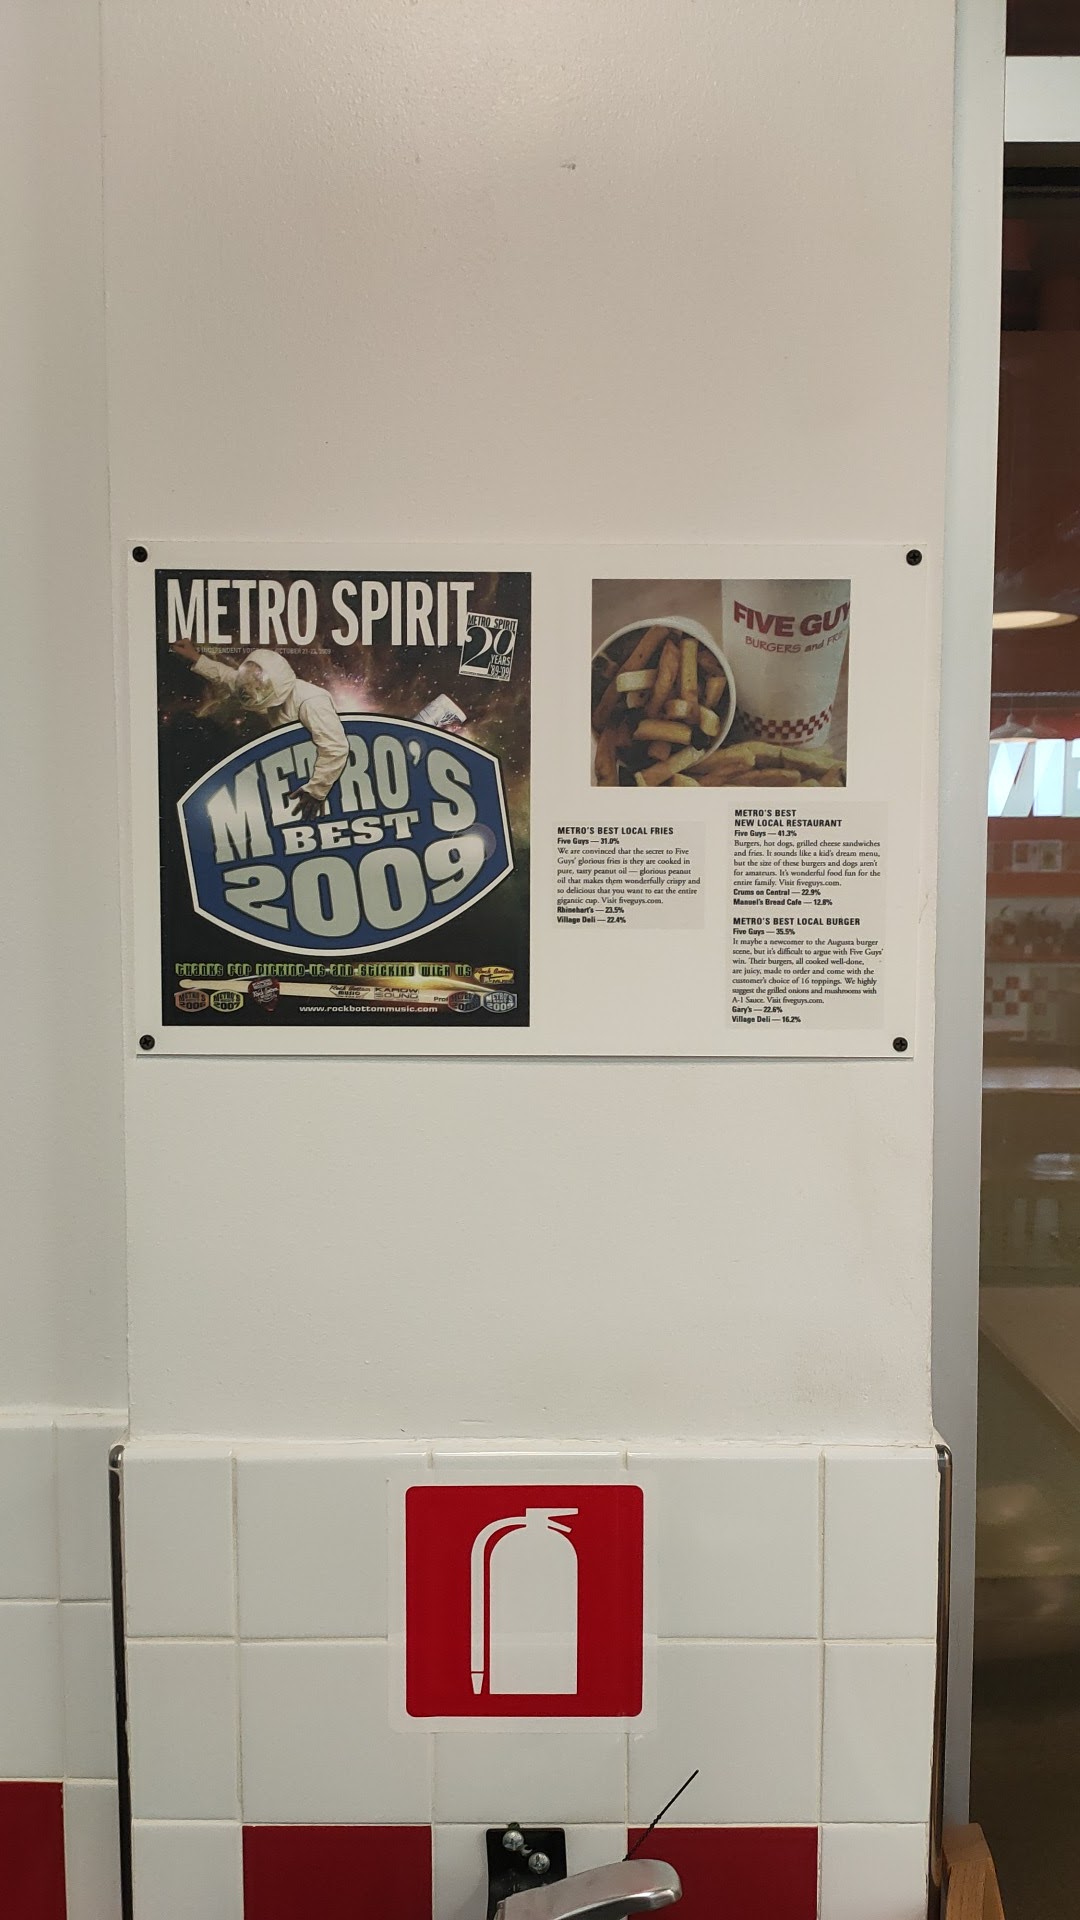 METRO SPIRIT
INDEPENDENT
OCTOBER 21-27, 2009
METRO SPIRIT
20
YEARS
'89-'09
METRO'S
BEST
2009
THANKS FOR PICKING US AND STICKING WITH US
www.rockbottommusic.com
FIVE GUY
BURGERS and FRIE
METRO'S BEST LOCAL FRIES
Five Guys — 31.0%
We are convinced that the secret to Five
Guys' glorious fries is they are cooked in
pure, tasty peanut oil — glorious peanut
oil that makes them wonderfully crispy and
so delicious that you want to eat the entire
gigantic cup. Visit fiveguys.com.
Rhinehart's — 23.5%
Village Deli — 22.4%
METRO'S BEST
NEW LOCAL RESTAURANT
Five Guys — 41.3%
Burgers, hot dogs, grilled cheese sandwiches
and fries. It sounds like a kid's dream menu,
but the size of these burgers and dogs aren't
for amateurs. It's wonderful food fun for the
entire family. Visit fiveguys.com.
Crums on Central — 22.9%
Manuel's Bread Cafe — 12.8%
METRO'S BEST LOCAL BURGER
Five Guys — 35.5%
It maybe a newcomer to the Augusta burger
scene, but it's difficult to argue with Five Guys'
win. Their burgers, all cooked well-done,
are juicy, made to order and come with the
customer's choice of 16 toppings. We highly
suggest the grilled onions and mushrooms with
A-1 Sauce. Visit fiveguys.com.
Gary's — 22.6%
Village Deli — 16.2%